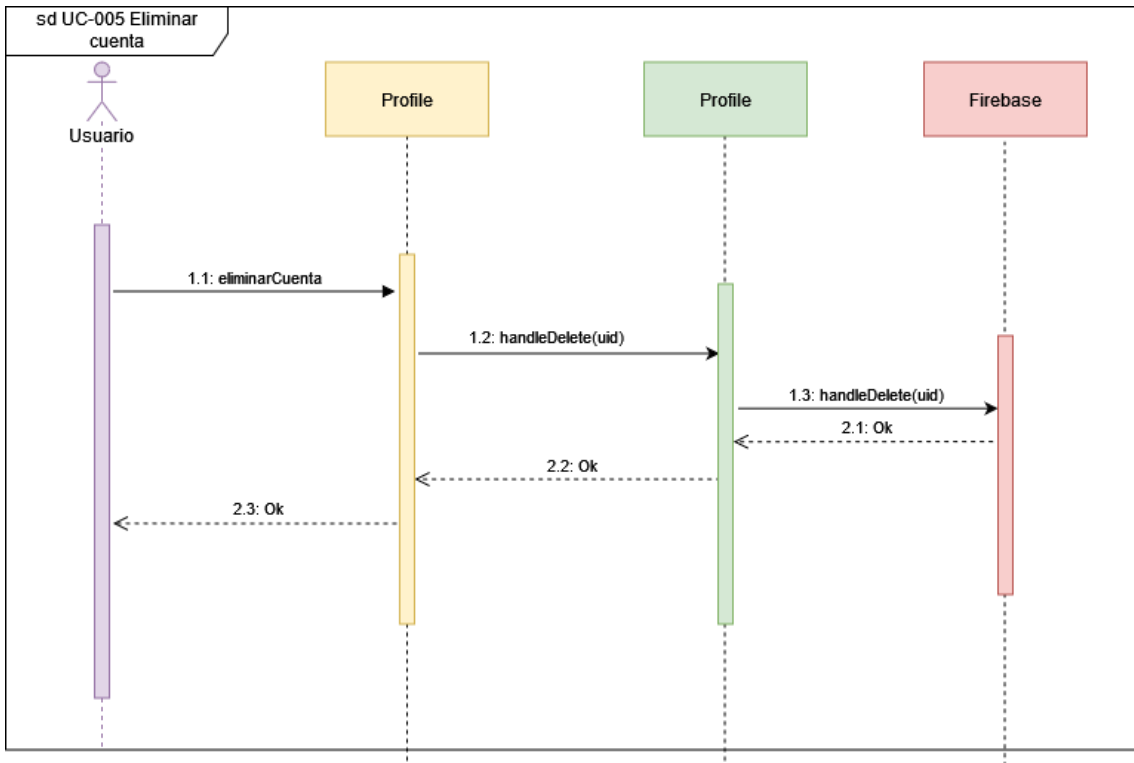 sd UC-005 Eliminar
cuenta
Usuario
Profile
Profile
Firebase
1.1: eliminarCuenta
1.2: handleDelete(uid)
1.3: handleDelete(uid)
2.1: Ok
2.2: Ok
2.3: Ok